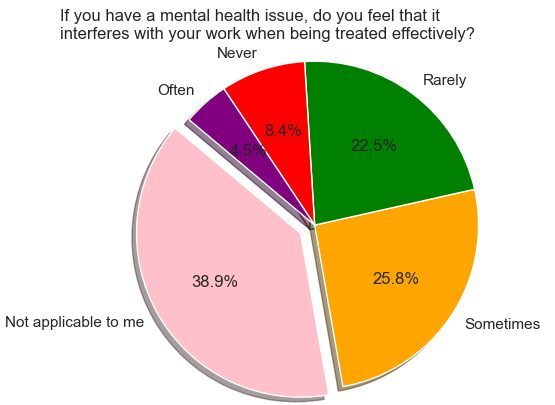 If you have a mental health issue, do you feel that it
interferes with your work when being treated effectively?
Never
Often
Rarely
8.4%
4.5%
22.5%
38.9%
25.8%
Not applicable to me
Sometimes